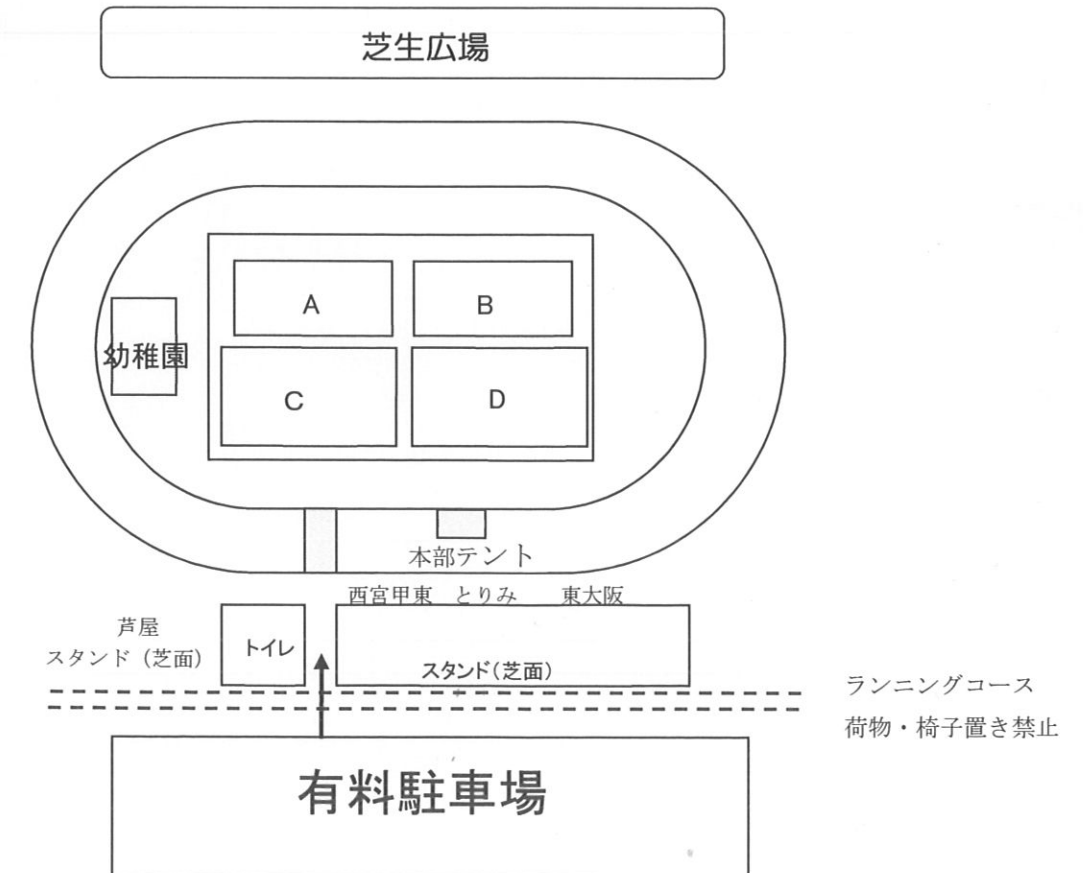 芝生広場
A
B
幼稚園
C
D
本部テント
西宮甲東 とりみ 東大阪
芦屋
スタンド（芝面）
トイレ
スタンド（芝面）
ランニングコース
荷物・椅子置き禁止
有料駐車場